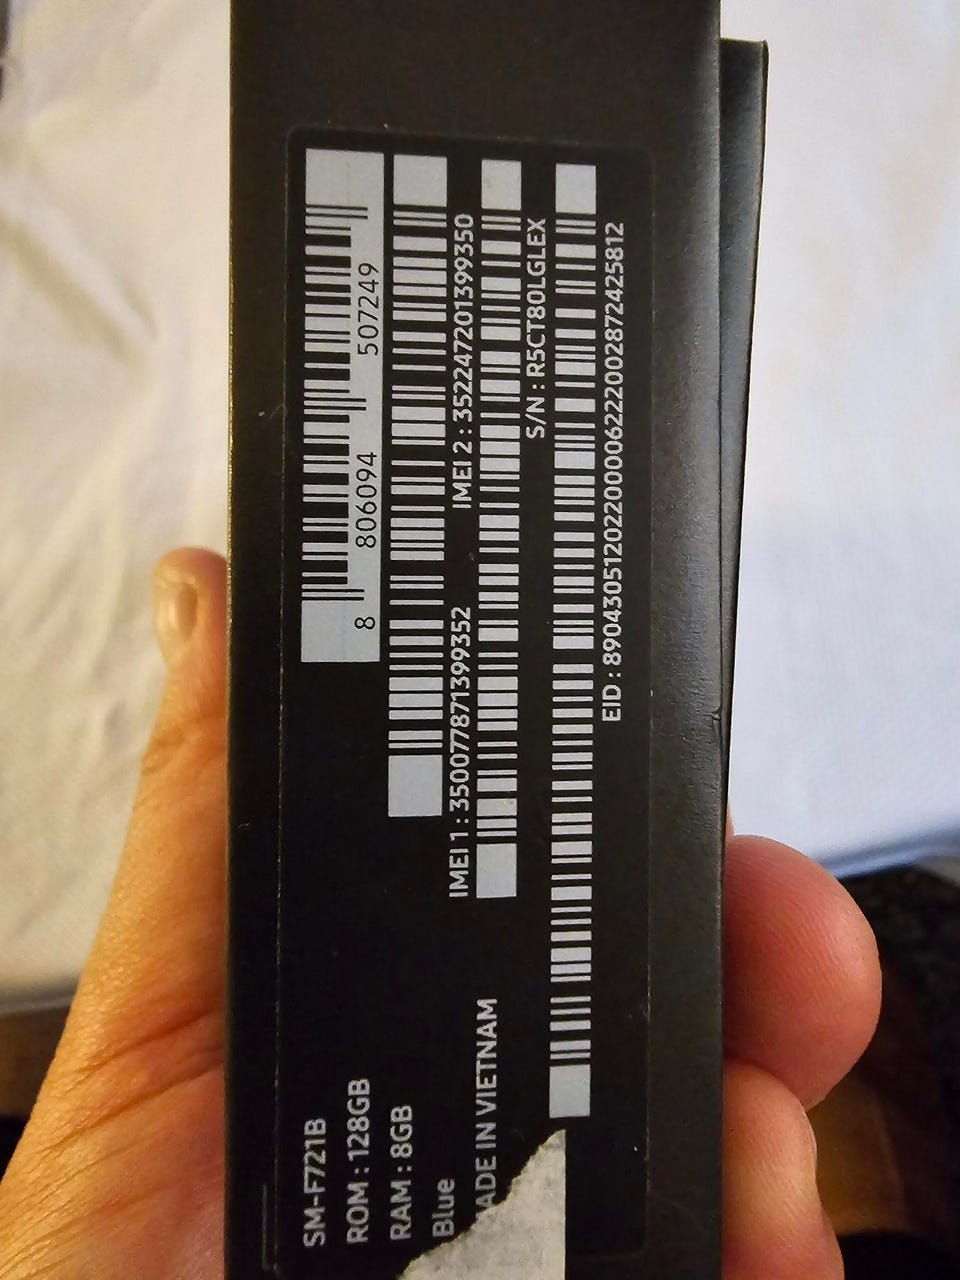 SM-F721B
ROM : 128GB
RAM : 8GB
Blue
ADE IN VIETNAM
8 806094 507249
IMEI 1 : 350077871399352
IMEI 2 : 352247201399350
S/N : R5CT80LGLEX
EID : 89043051202200006222002872425812